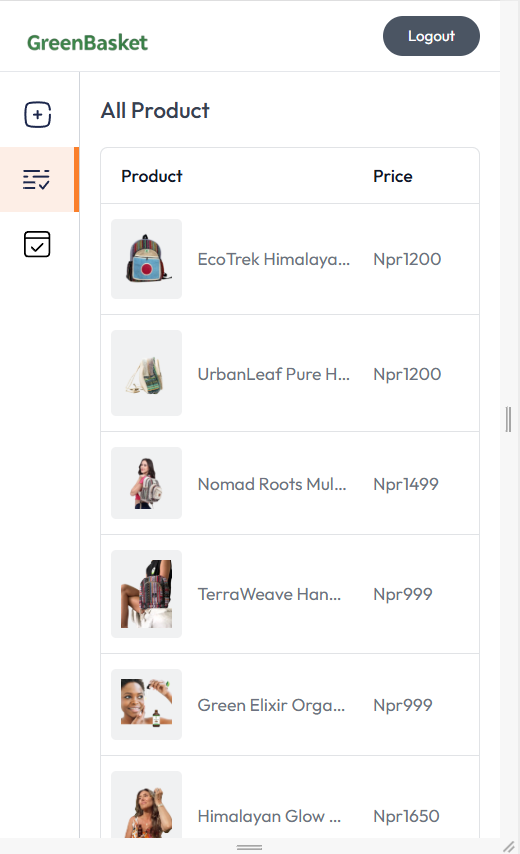 GreenBasket
Logout
All Product
Product Price
EcoTrek Himalaya... Npr1200
UrbanLeaf Pure H... Npr1200
Nomad Roots Mul... Npr1499
TerraWeave Han... Npr999
Green Elixir Orga... Npr999
Himalayan Glow ... Npr1650